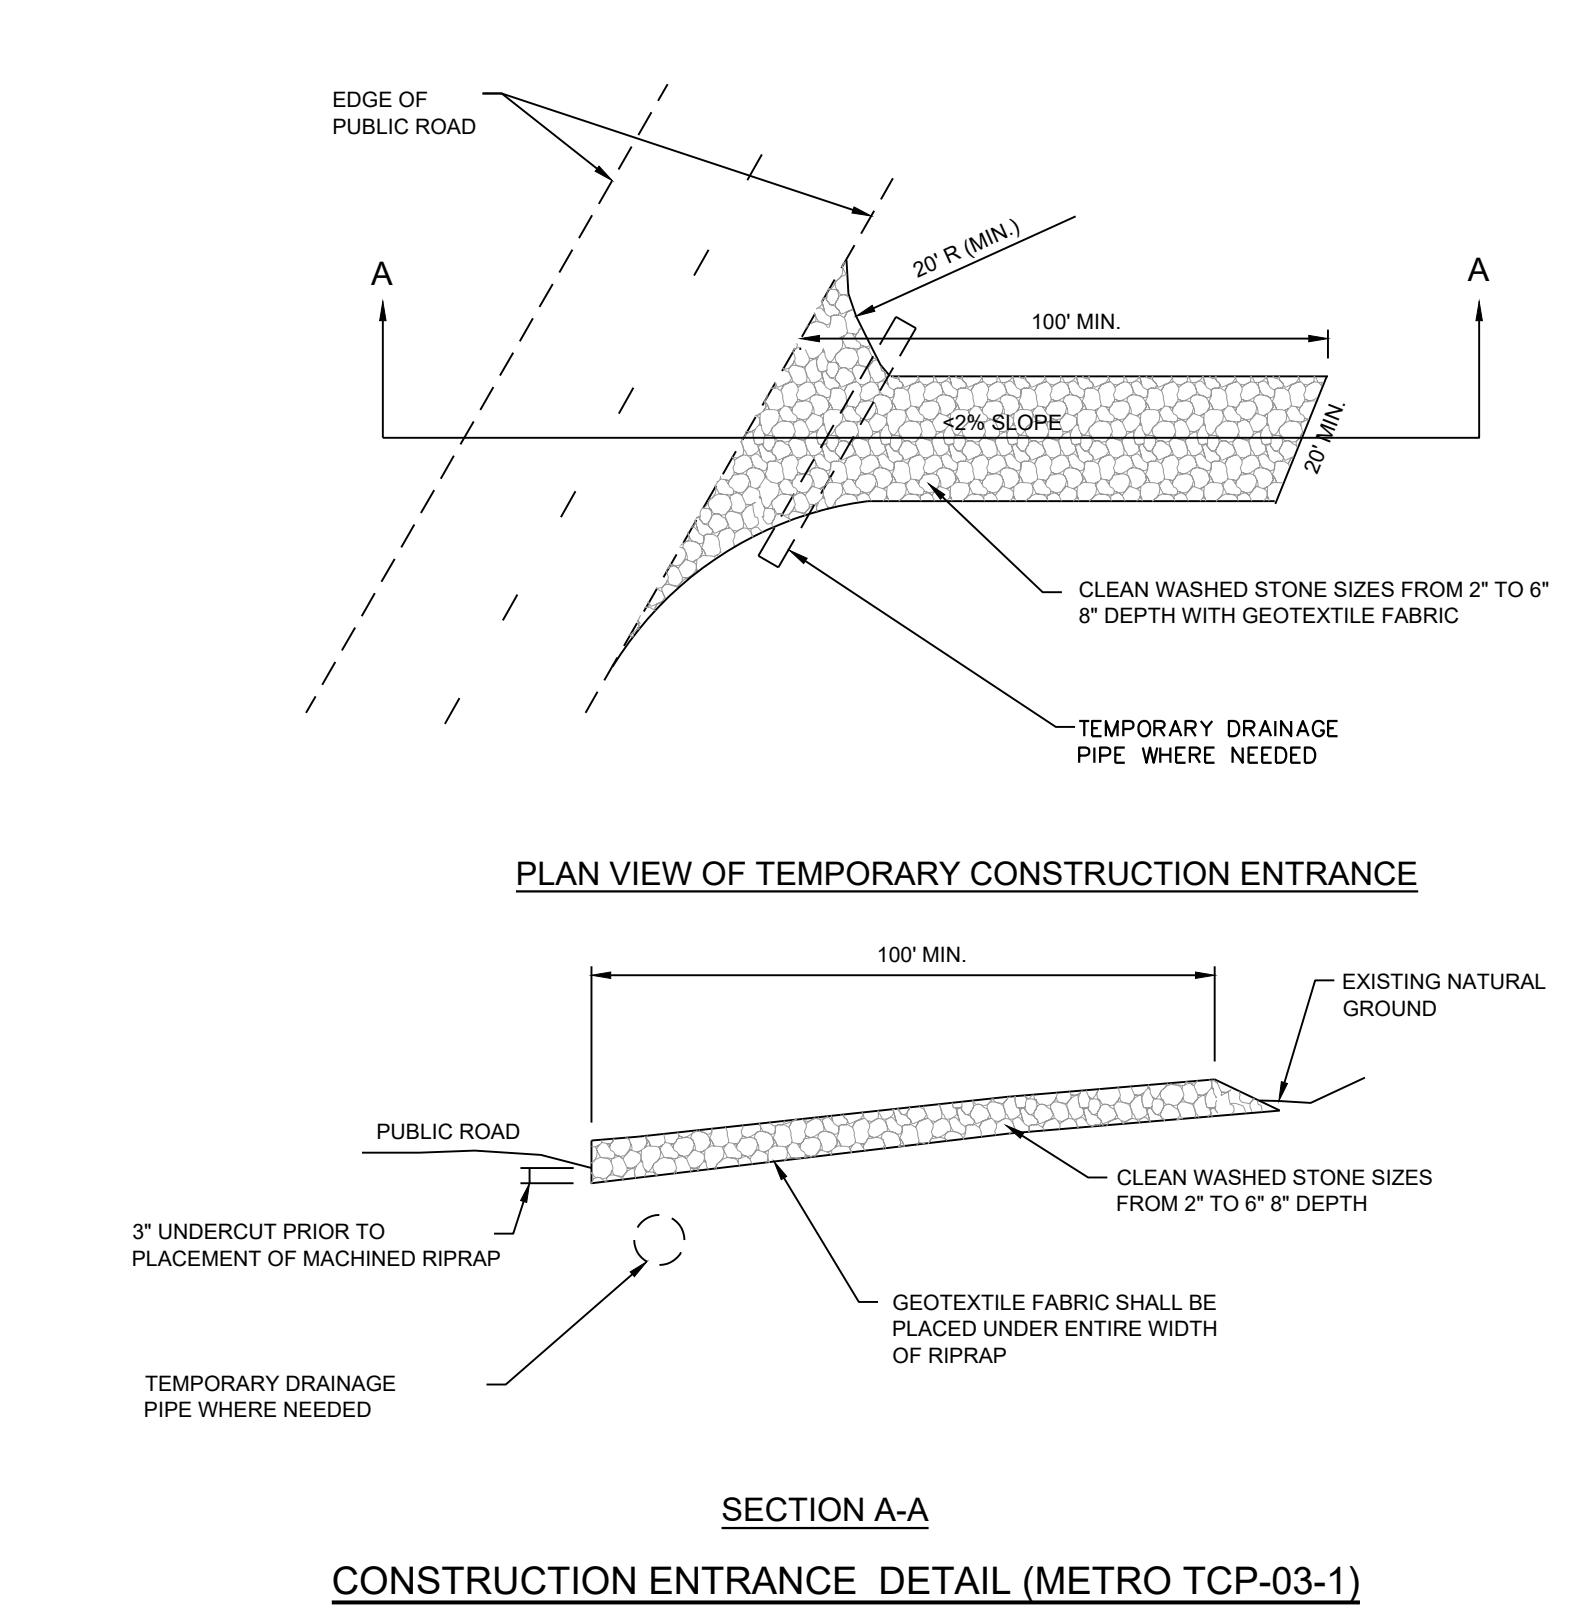 EDGE OF
PUBLIC ROAD
20' R (MIN.)
A
A
100' MIN.
<2% SLOPE
20' MIN.
CLEAN WASHED STONE SIZES FROM 2" TO 6"
8" DEPTH WITH GEOTEXTILE FABRIC
TEMPORARY DRAINAGE
PIPE WHERE NEEDED
PLAN VIEW OF TEMPORARY CONSTRUCTION ENTRANCE
100' MIN.
EXISTING NATURAL
GROUND
PUBLIC ROAD
CLEAN WASHED STONE SIZES
FROM 2" TO 6" 8" DEPTH
3" UNDERCUT PRIOR TO
PLACEMENT OF MACHINED RIPRAP
GEOTEXTILE FABRIC SHALL BE
PLACED UNDER ENTIRE WIDTH
OF RIPRAP
TEMPORARY DRAINAGE
PIPE WHERE NEEDED
SECTION A-A
CONSTRUCTION ENTRANCE  DETAIL (METRO TCP-03-1)